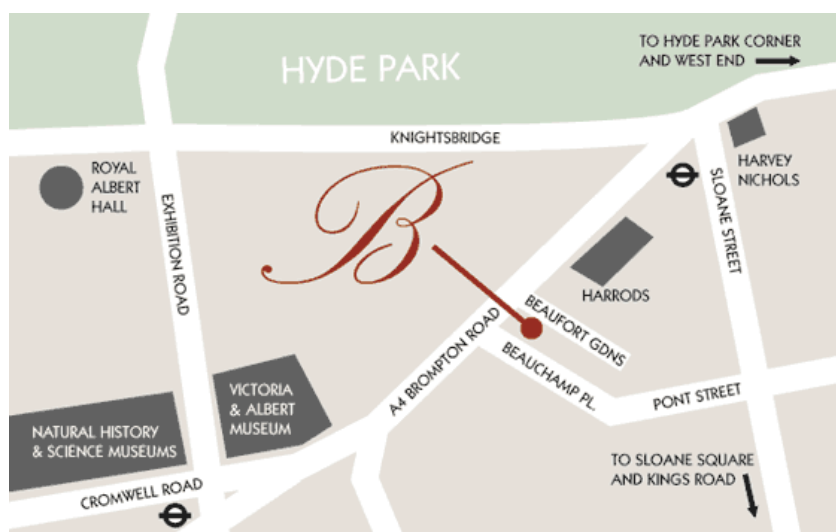 TO HYDE PARK CORNER
AND WEST END
HYDE PARK
KNIGHTSBRIDGE
ROYAL
ALBERT
HALL
EXHIBITION ROAD
B
HARVEY
NICHOLS
SLOANE STREET
HARRODS
BEAUFORT GDNS
BEAUCHAMP PL.
A4 BROMPTON ROAD
PONT STREET
VICTORIA
& ALBERT
MUSEUM
NATURAL HISTORY
& SCIENCE MUSEUMS
CROMWELL ROAD
TO SLOANE SQUARE
AND KINGS ROAD